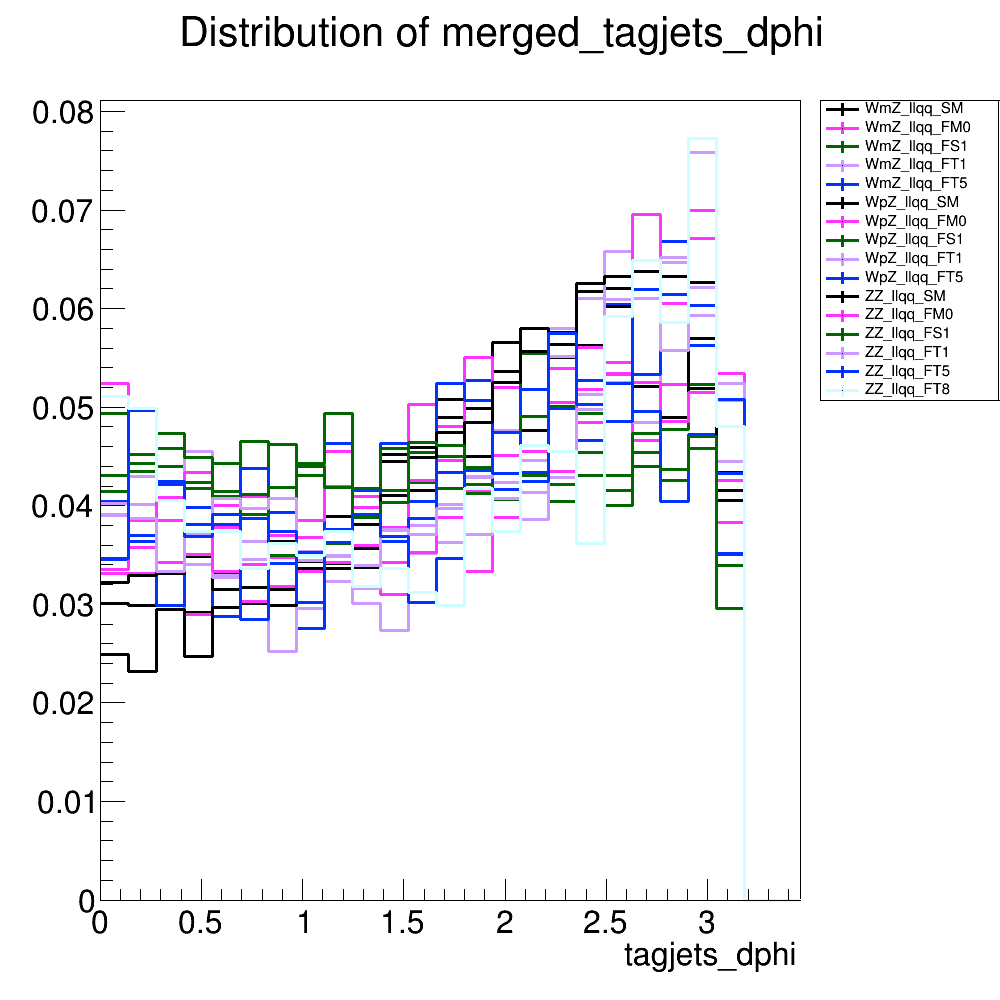 Distribution of merged_tagjets_dphi
0.08
0.07
0.06
0.05
0.04
0.03
0.02
0.01
0
0 0.5 1 1.5 2 2.5 3
tagjets_dphi
WmZ_llqq_SM
WmZ_llqq_FM0
WmZ_llqq_FS1
WmZ_llqq_FT1
WmZ_llqq_FT5
WpZ_llqq_SM
WpZ_llqq_FM0
WpZ_llqq_FS1
WpZ_llqq_FT1
WpZ_llqq_FT5
ZZ_llqq_SM
ZZ_llqq_FM0
ZZ_llqq_FS1
ZZ_llqq_FT1
ZZ_llqq_FT5
ZZ_llqq_FT8